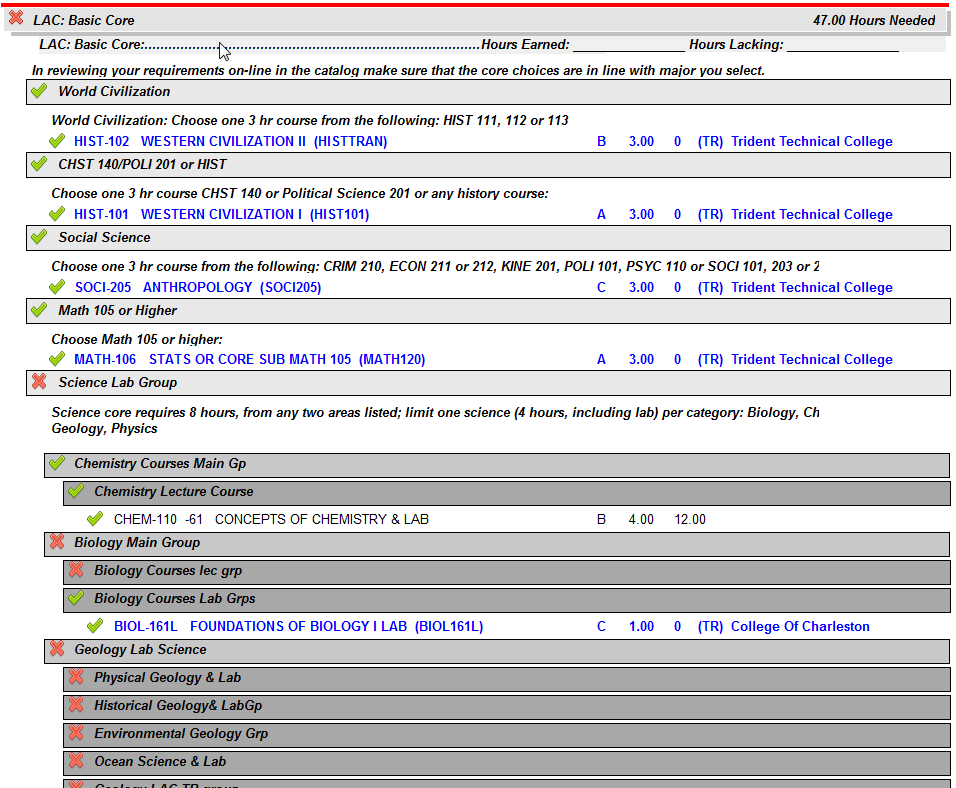 LAC: Basic Core 47.00 Hours Needed
LAC: Basic Core:....................................................................................Hours Earned: ________________ Hours Lacking: ________________
In reviewing your requirements on-line in the catalog make sure that the core choices are in line with major you select.
World Civilization
World Civilization: Choose one 3 hr course from the following: HIST 111, 112 or 113
HIST-102 WESTERN CIVILIZATION II (HISTTRAN) B 3.00 0 (TR) Trident Technical College
CHST 140/POLI 201 or HIST
Choose one 3 hr course CHST 140 or Political Science 201 or any history course:
HIST-101 WESTERN CIVILIZATION I (HIST101) A 3.00 0 (TR) Trident Technical College
Social Science
Choose one 3 hr course from the following: CRIM 210, ECON 211 or 212, KINE 201, POLI 101, PSYC 110 or SOCI 101, 203 or 2
SOCI-205 ANTHROPOLOGY (SOCI205) C 3.00 0 (TR) Trident Technical College
Math 105 or Higher
Choose Math 105 or higher:
MATH-106 STATS OR CORE SUB MATH 105 (MATH120) A 3.00 0 (TR) Trident Technical College
Science Lab Group
Science core requires 8 hours, from any two areas listed; limit one science (4 hours, including lab) per category: Biology, Ch
Geology, Physics
Chemistry Courses Main Gp
Chemistry Lecture Course
CHEM-110 -61 CONCEPTS OF CHEMISTRY & LAB B 4.00 12.00
Biology Main Group
Biology Courses lec grp
Biology Courses Lab Grps
BIOL-161L FOUNDATIONS OF BIOLOGY I LAB (BIOL161L) C 1.00 0 (TR) College Of Charleston
Geology Lab Science
Physical Geology & Lab
Historical Geology& LabGp
Environmental Geology Grp
Ocean Science & Lab
Geology LAC TR group